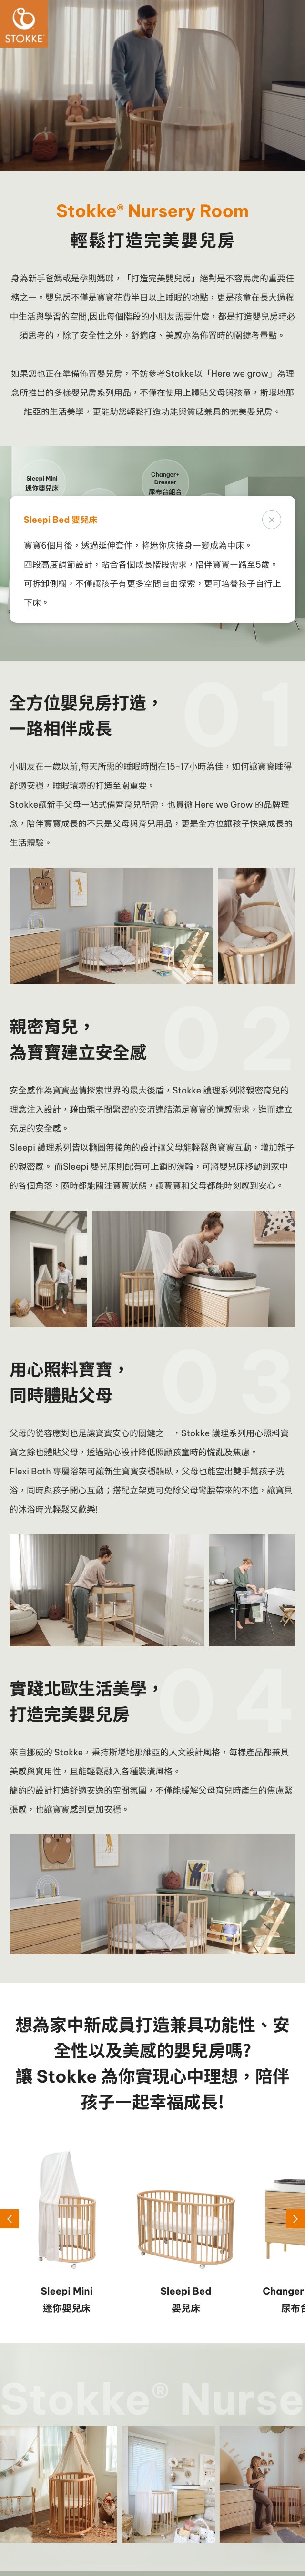 STOKKE
Stokke® Nursery Room
輕鬆打造完美嬰兒房
身為新手爸媽或是孕期媽咪，「打造完美嬰兒房」絕對是不容馬虎的重要任
務之一。嬰兒房不僅是寶寶花費半日以上睡眠的地點，更是孩童在長大過程
中生活與學習的空間,因此每個階段的小朋友需要什麼，都是打造嬰兒房時必
須思考的，除了安全性之外，舒適度、美感亦為佈置時的關鍵考量點。
如果您也正在準備佈置嬰兒房，不妨參考Stokke以「Here we grow」為理
念所推出的多樣嬰兒房系列用品，不僅在使用上體貼父母與孩童，斯堪地那
維亞的生活美學，更能助您輕鬆打造功能與質感兼具的完美嬰兒房。
Sleepi Mini
迷你嬰兒床
Changer+
Dresser
尿布台組合
Sleepi Bed 嬰兒床
寶寶6個月後，透過延伸套件，將迷你床搖身一變成為中床。
四段高度調節設計，貼合各個成長階段需求，陪伴寶寶一路至5歲。
可拆卸側欄，不僅讓孩子有更多空間自由探索，更可培養孩子自行上
下床。
01
全方位嬰兒房打造，
一路相伴成長
小朋友在一歲以前,每天所需的睡眠時間在15-17小時為佳，如何讓寶寶睡得
舒適安穩，睡眠環境的打造至關重要。
Stokke讓新手父母一站式備齊育兒所需，也貫徹 Here we Grow 的品牌理
念，陪伴寶寶成長的不只是父母與育兒用品，更是全方位讓孩子快樂成長的
生活體驗。
02
親密育兒，
為寶寶建立安全感
安全感作為寶寶盡情探索世界的最大後盾，Stokke 護理系列將親密育兒的
理念注入設計，藉由親子間緊密的交流連結滿足寶寶的情感需求，進而建立
充足的安全感。
Sleepi 護理系列皆以橢圓無稜角的設計讓父母能輕鬆與寶寶互動，增加親子
的親密感。 而Sleepi 嬰兒床則配有可上鎖的滑輪，可將嬰兒床移動到家中
的各個角落，隨時都能關注寶寶狀態，讓寶寶和父母都能時刻感到安心。
03
用心照料寶寶，
同時體貼父母
父母的從容應對也是讓寶寶安心的關鍵之一，Stokke 護理系列用心照料寶
寶之餘也體貼父母，透過貼心設計降低照顧孩童時的慌亂及焦慮。
Flexi Bath 專屬浴架可讓新生寶寶安穩躺臥，父母也能空出雙手幫孩子洗
浴，同時與孩子開心互動；搭配立架更可免除父母彎腰帶來的不適，讓寶貝
的沐浴時光輕鬆又歡樂!
04
實踐北歐生活美學，
打造完美嬰兒房
來自挪威的 Stokke，秉持斯堪地那維亞的人文設計風格，每樣產品都兼具
美感與實用性，且能輕鬆融入各種裝潢風格。
簡約的設計打造舒適安逸的空間氛圍，不僅能緩解父母育兒時產生的焦慮緊
張感，也讓寶寶感到更加安穩。
想為家中新成員打造兼具功能性、安
全性以及美感的嬰兒房嗎?
讓 Stokke 為你實現心中理想，陪伴
孩子一起幸福成長!
Sleepi Mini
迷你嬰兒床
Sleepi Bed
嬰兒床
Changer
尿布台
Stokke® Nurse